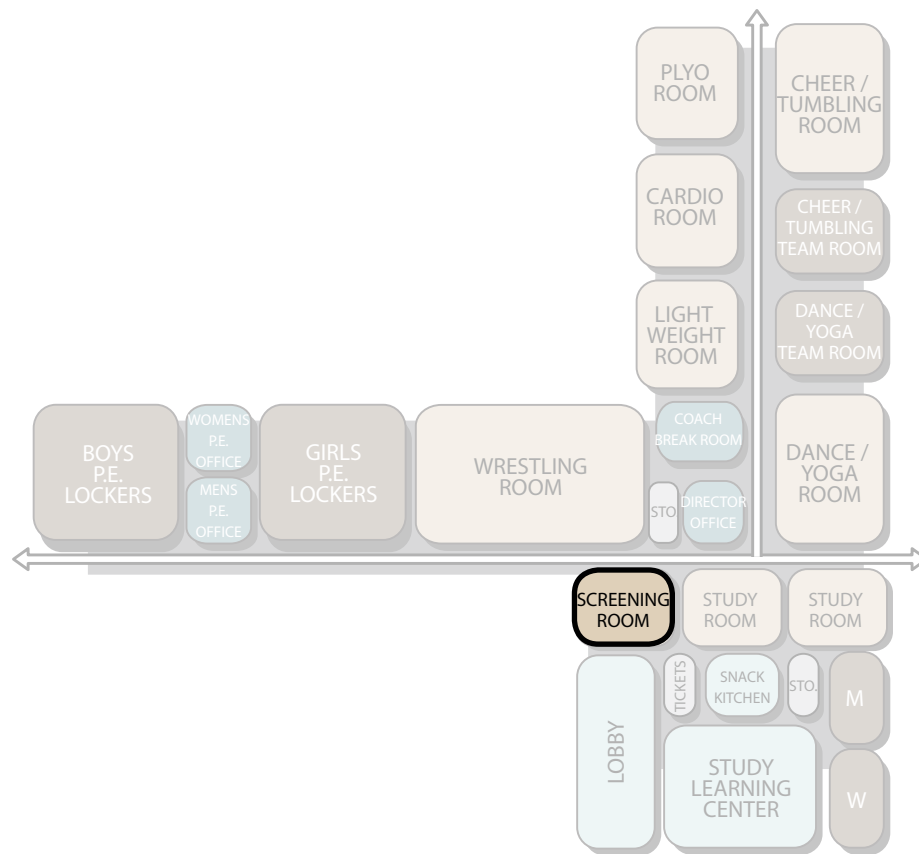 PLYO
ROOM
CHEER /
TUMBLING
ROOM
CARDIO
ROOM
CHEER /
TUMBLING
TEAM ROOM
LIGHT
WEIGHT
ROOM
DANCE /
YOGA
TEAM ROOM
BOYS
P.E.
LOCKERS
WOMENS
P.E.
OFFICE
MENS
P.E.
OFFICE
GIRLS
P.E.
LOCKERS
WRESTLING
ROOM
COACH
BREAK ROOM
STO
DIRECTOR
OFFICE
DANCE /
YOGA
ROOM
SCREENING
ROOM
STUDY
ROOM
STUDY
ROOM
LOBBY
TICKETS
SNACK
KITCHEN
STO.
M
STUDY
LEARNING
CENTER
W